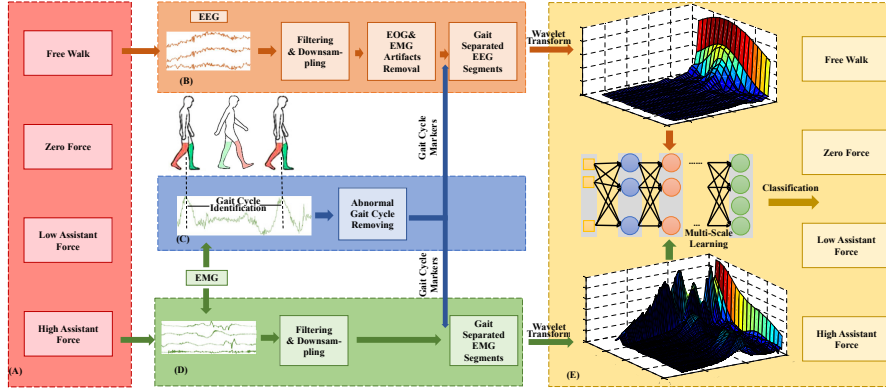 Free Walk
Zero Force
Low Assistant
Force
High Assistant
Force
(A)
EEG
(B)
Filtering
& Downsam-
pling
EOG&
EMG
Artifacts
Removal
Gait
Separated
EEG
Segments
Gait Cycle
Markers
Gait Cycle
Identification
(C)
Abnormal
Gait Cycle
Removing
EMG
Gait Cycle
Markers
(D)
Filtering
& Downsam-
pling
Gait
Separated
EMG
Segments
Wavelet
Transform
Wavelet
Transform
......
......
Multi-Scale
Learning
Classification
(E)
Free Walk
Zero Force
Low Assistant
Force
High Assistant
Force